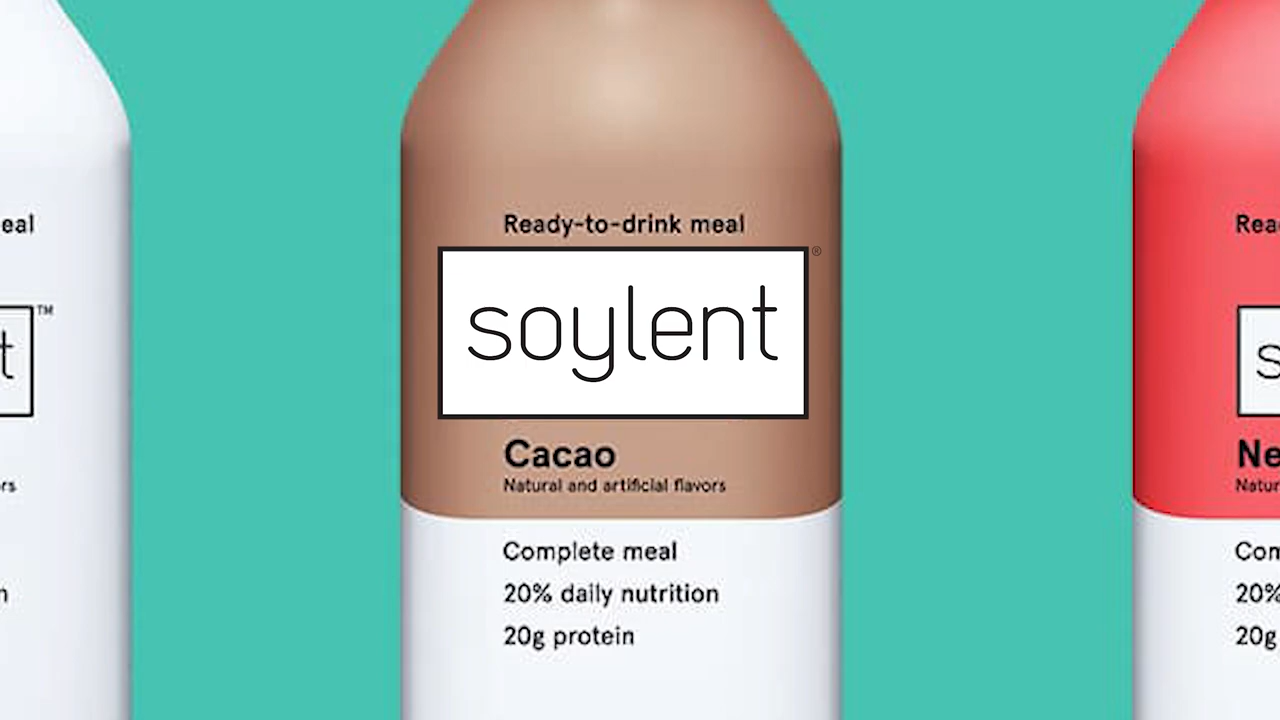 eal
™
t
rs
n
Ready-to-drink meal
soylent®
Cacao
Natural and artificial flavors
Complete meal
20% daily nutrition
20g protein
Rea
s
Ne
Natur
Com
20%
20g